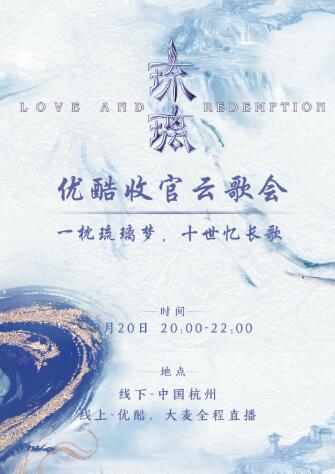 琉璃
LOVE AND REDEMPTION
优酷收官云歌会
一枕琉璃梦，十世忆长歌
时间
月20日 20:00-22:00
地点
线下-中国杭州
线上-优酷、大麦全程直播